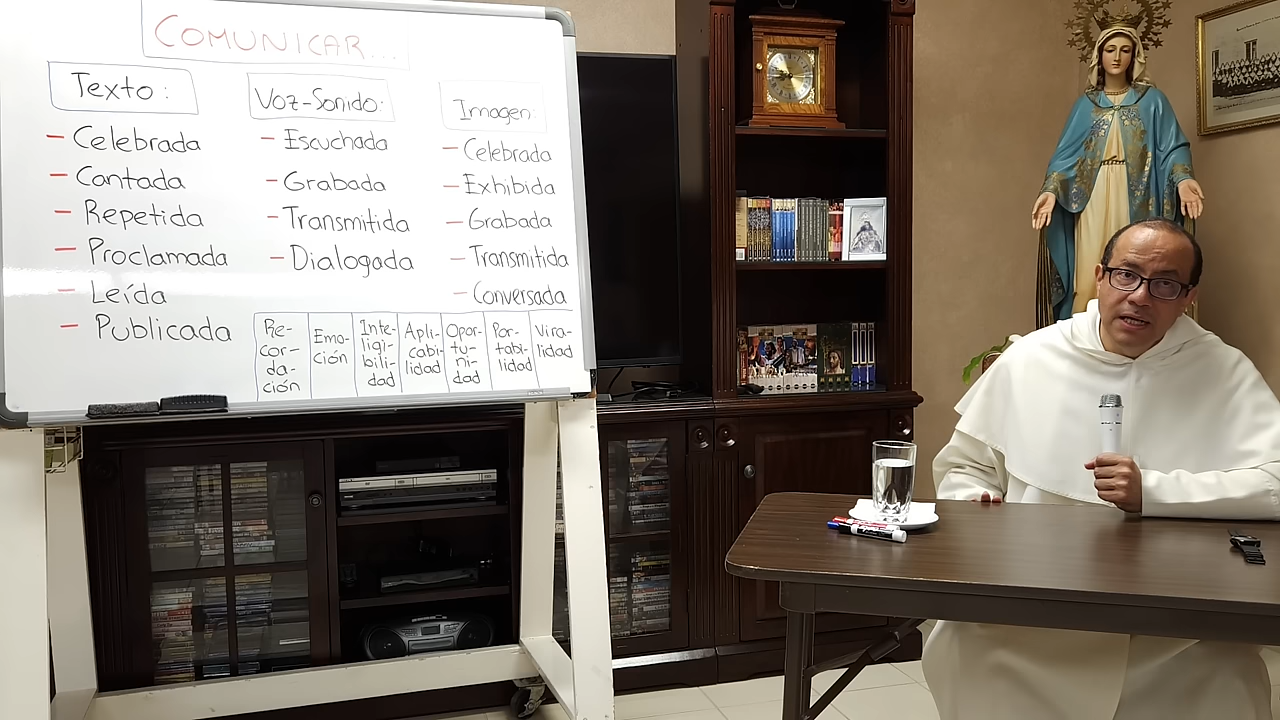 COMUNICAR...
Texto:
- Celebrada
- Cantada
- Repetida
- Proclamada
- Leída
- Publicada
Voz-Sonido:
- Escuchada
- Grabada
- Transmitida
- Dialogada
Imagen:
- Celebrada
- Exhibida
- Grabada
- Transmitida
- Conversada
Re-
cor-
da-
ción
Emo-
ción
Inte-
ligi-
bili-
dad
Apli-
cabi-
lidad
Opor-
tu-
ni-
dad
Por-
tabi-
lidad
Vira-
lidad